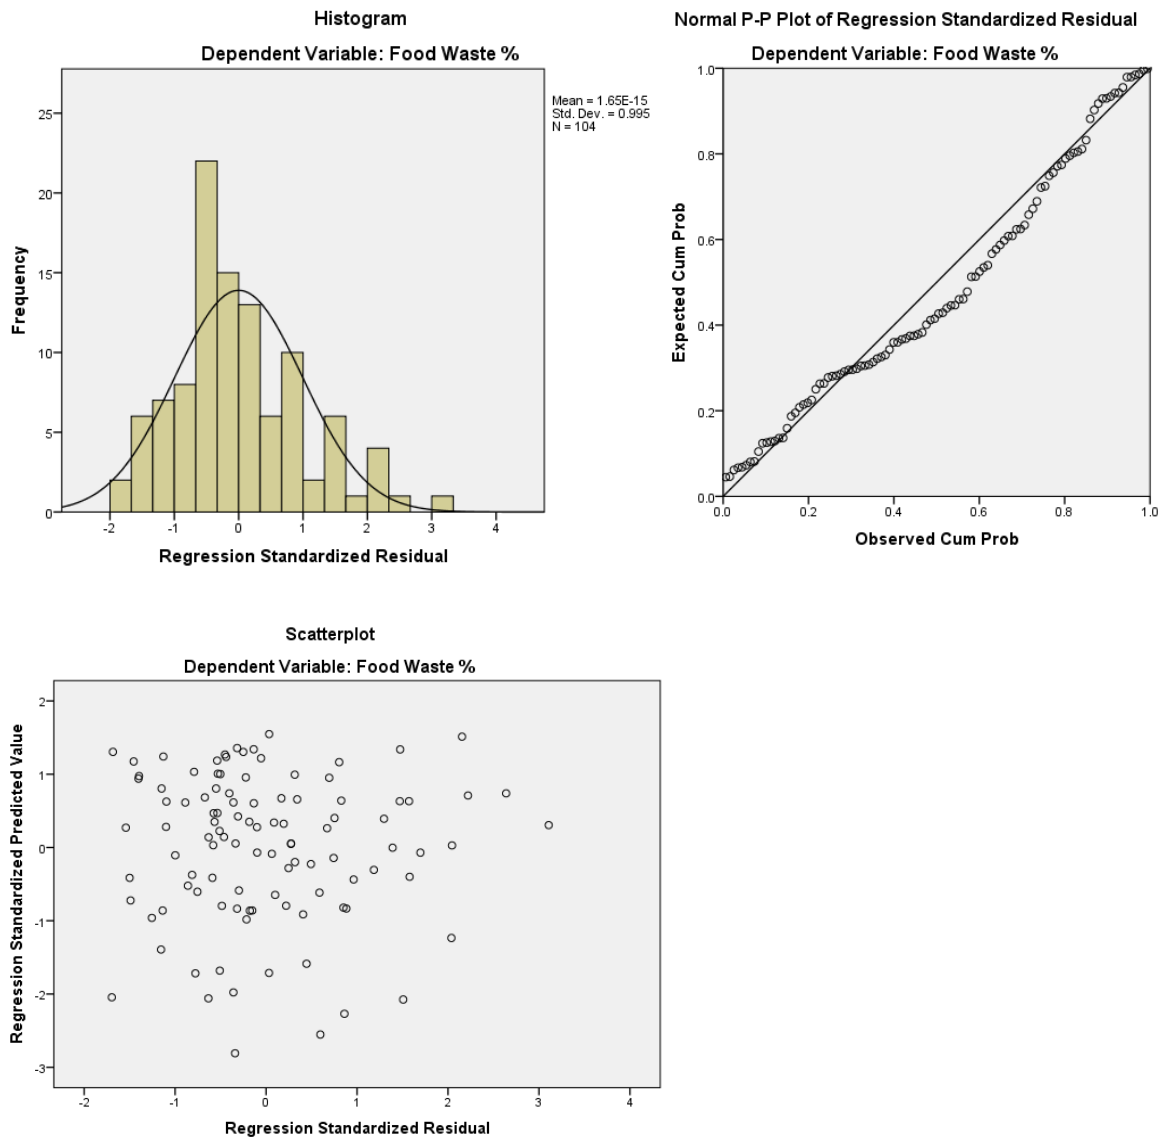 Histogram
Dependent Variable: Food Waste %
Mean = 1.65E-15
Std. Dev. = 0.995
N = 104
25
20
15
10
5
0
Frequency
-2 -1 0 1 2 3 4
Regression Standardized Residual
Normal P-P Plot of Regression Standardized Residual
Dependent Variable: Food Waste %
1.0
0.8
0.6
0.4
0.2
0.0
Expected Cum Prob
0.0 0.2 0.4 0.6 0.8 1.0
Observed Cum Prob
Scatterplot
Dependent Variable: Food Waste %
2
1
0
-1
-2
-3
Regression Standardized Predicted Value
-2 -1 0 1 2 3 4
Regression Standardized Residual